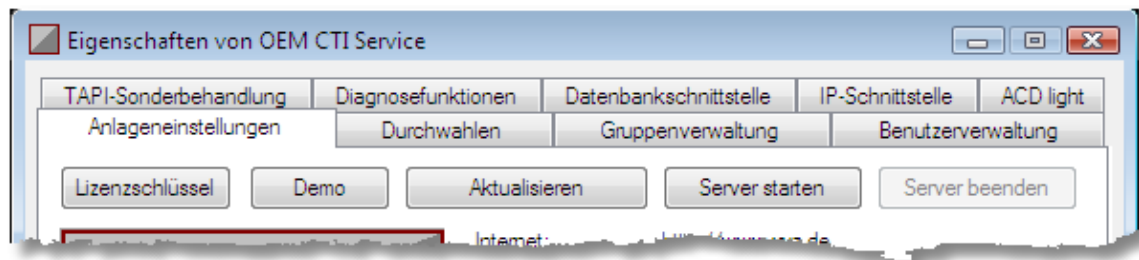 Eigenschaften von OEM CTI Service
TAPI-Sonderbehandlung Diagnosefunktionen Datenbankschnittstelle IP-Schnittstelle ACD light
Anlageneinstellungen Durchwahlen Gruppenverwaltung Benutzerverwaltung
Lizenzschlüssel Demo Aktualisieren Server starten Server beenden
Internet: